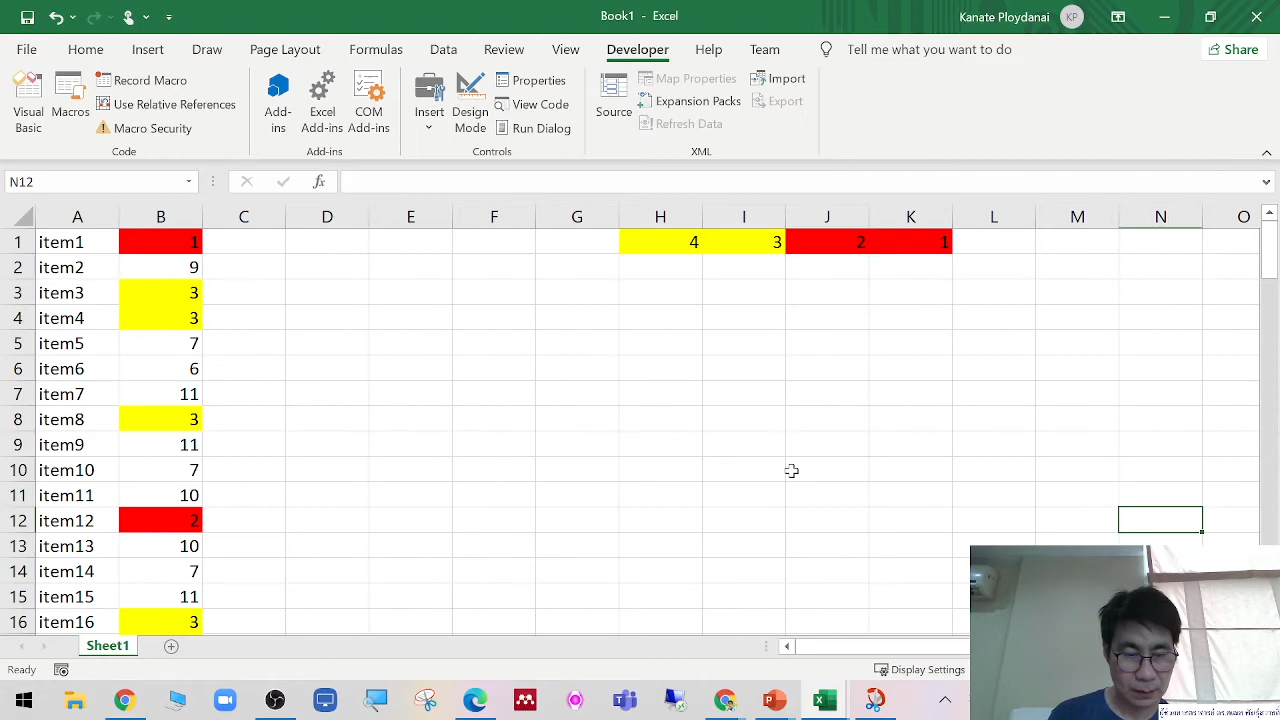 Book1 - Excel
Kanate Ploydanai
KP
File Home Insert Draw Page Layout Formulas Data Review View Developer Help Team Tell me what you want to do Share
Visual Basic
Macros
Record Macro
Use Relative References
Macro Security
Code
Add-ins
Excel Add-ins
COM Add-ins
Add-ins
Insert
Design Mode
Properties
View Code
Run Dialog
Controls
Source
Map Properties
Expansion Packs
Refresh Data
Import
Export
XML
N12
fx
A B C D E F G H I J K L M N O
1 item1 1 4 3 2 1
2 item2 9
3 item3 3
4 item4 3
5 item5 7
6 item6 6
7 item7 11
8 item8 3
9 item9 11
10 item10 7
11 item11 10
12 item12 2
13 item13 10
14 item14 7
15 item15 11
16 item16 3
Sheet1
Ready
Display Settings